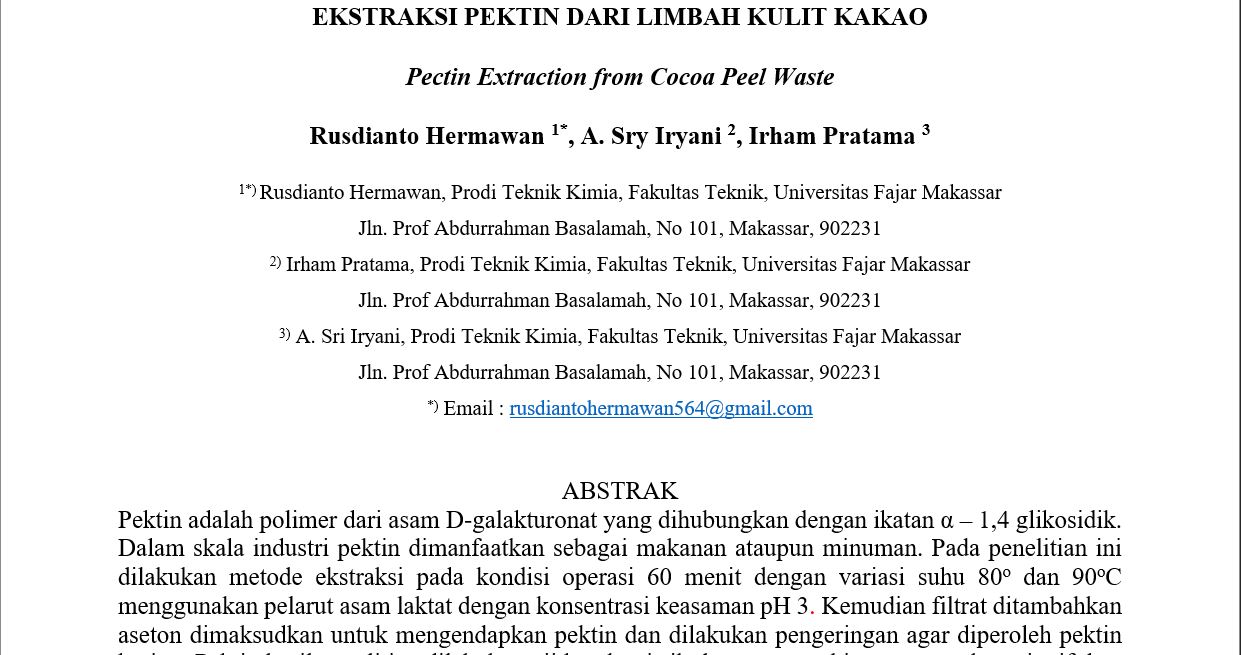 EKSTRAKSI PEKTIN DARI LIMBAH KULIT KAKAO
Pectin Extraction from Cocoa Peel Waste
Rusdianto Hermawan 1*, A. Sry Iryani 2, Irham Pratama 3
1*) Rusdianto Hermawan, Prodi Teknik Kimia, Fakultas Teknik, Universitas Fajar Makassar
Jln. Prof Abdurrahman Basalamah, No 101, Makassar, 902231
2) Irham Pratama, Prodi Teknik Kimia, Fakultas Teknik, Universitas Fajar Makassar
Jln. Prof Abdurrahman Basalamah, No 101, Makassar, 902231
3) A. Sri Iryani, Prodi Teknik Kimia, Fakultas Teknik, Universitas Fajar Makassar
Jln. Prof Abdurrahman Basalamah, No 101, Makassar, 902231
*) Email : rusdiantohermawan564@gmail.com
ABSTRAK
Pektin adalah polimer dari asam D-galakturonat yang dihubungkan dengan ikatan α – 1,4 glikosidik.
Dalam skala industri pektin dimanfaatkan sebagai makanan ataupun minuman. Pada penelitian ini
dilakukan metode ekstraksi pada kondisi operasi 60 menit dengan variasi suhu 80º dan 90ºC
menggunakan pelarut asam laktat dengan konsentrasi keasaman pH 3. Kemudian filtrat ditambahkan
aseton dimaksudkan untuk mengendapkan pektin dan dilakukan pengeringan agar diperoleh pektin